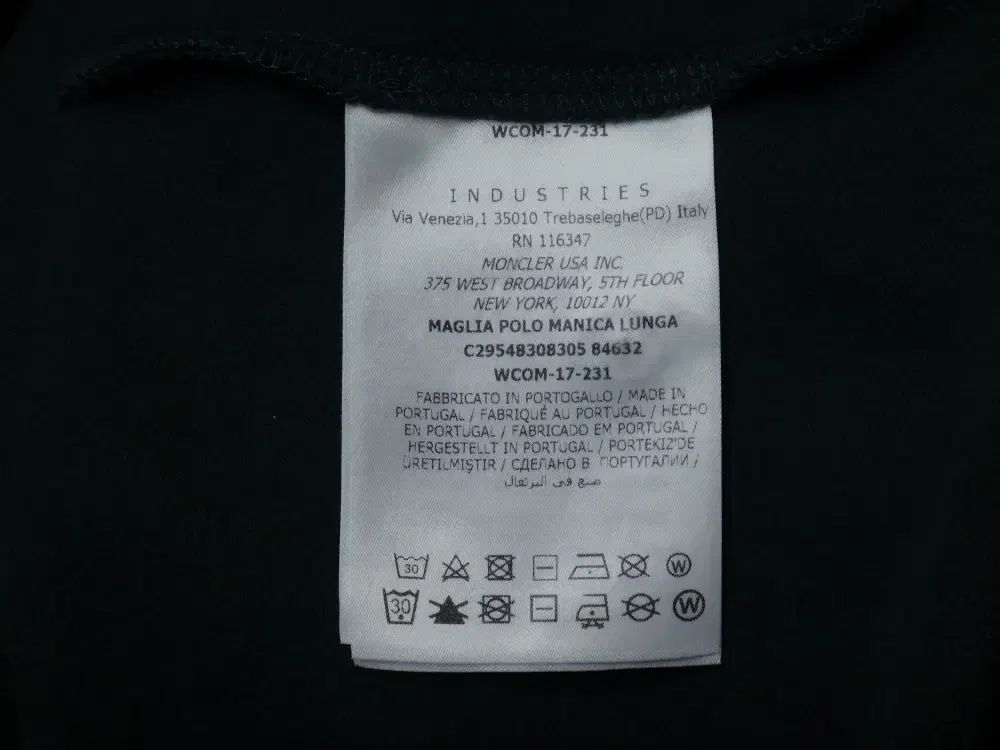 WCOM-17-231
INDUSTRIES
Via Venezia,1 35010 Trebaseleghe(PD) Italy
RN 116347
MONCLER USA INC.
375 WEST BROADWAY, 5TH FLOOR
NEW YORK, 10012 NY
MAGLIA POLO MANICA LUNGA
C29548308305 84632
WCOM-17-231
FABBRICATO IN PORTOGALLO / MADE IN
PORTUGAL / FABRIQUÉ AU PORTUGAL / HECHO
EN PORTUGAL / FABRICADO EM PORTUGAL /
HERGESTELLT IN PORTUGAL / PORTEKIZ'DE
ÜRETILMIŞTIR / СДЕЛАНО В ПОРТУГАЛИИ /
صنع في البرتغال
30 W
30 W